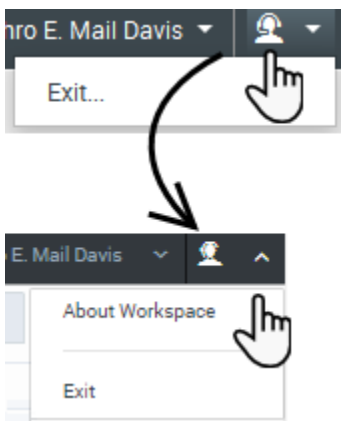 nro E. Mail Davis
Exit...
E. Mail Davis
About Workspace
Exit